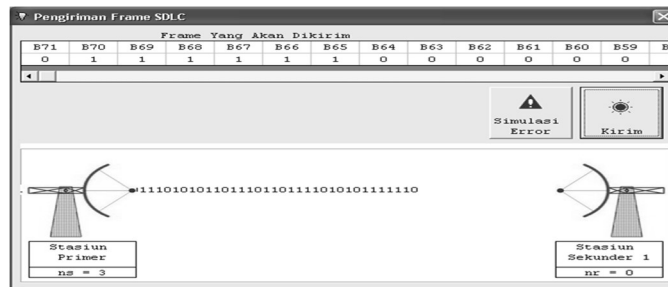 Pengiriman Frame SDLC
Frame Yang Akan Dikirim
B71 B70 B69 B68 B67 B66 B65 B64 B63 B62 B61 B60 B59
0 1 1 1 1 1 1 0 0 0 0 0 0
Simulasi
Error
Kirim
Stasiun
Primer
ns = 3
Stasiun
Sekunder 1
nr = 0